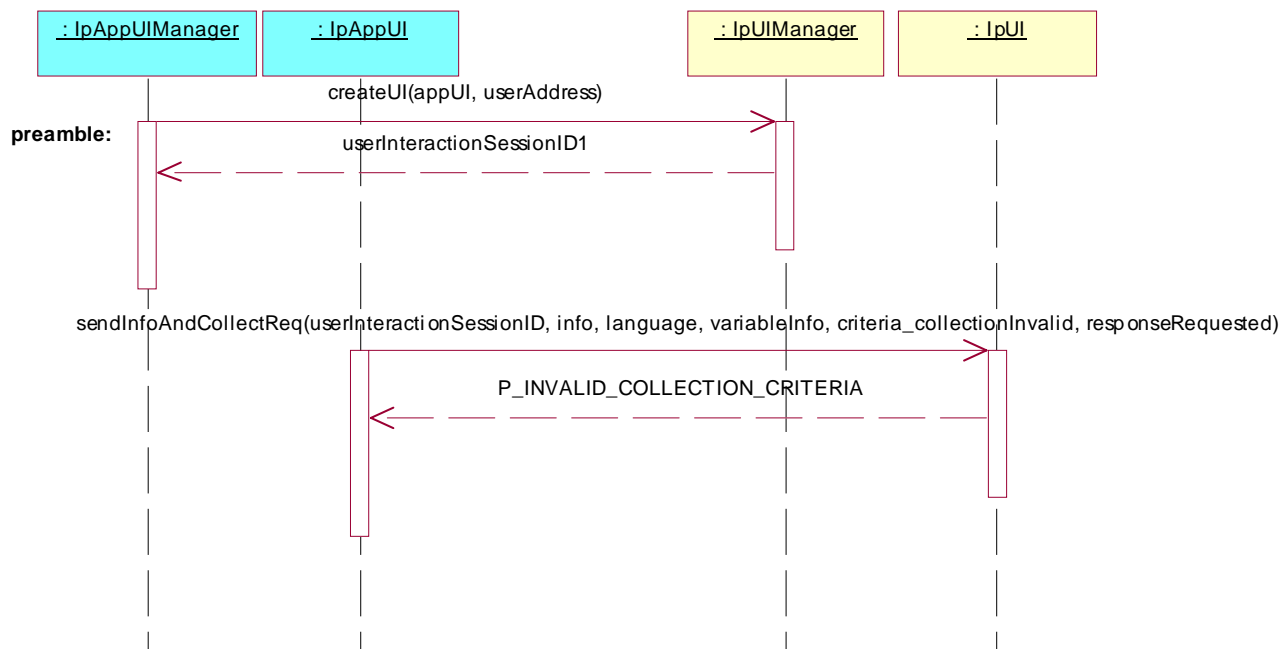 : IpAppUIManager
: IpAppUI
: IpUIManager
: IpUI
createUI(appUI, userAddress)
preamble:
userInteractionSessionID1
sendInfoAndCollectReq(userInteractionSessionID, info, language, variableInfo, criteria_collectionInvalid, responseRequested)
P_INVALID_COLLECTION_CRITERIA